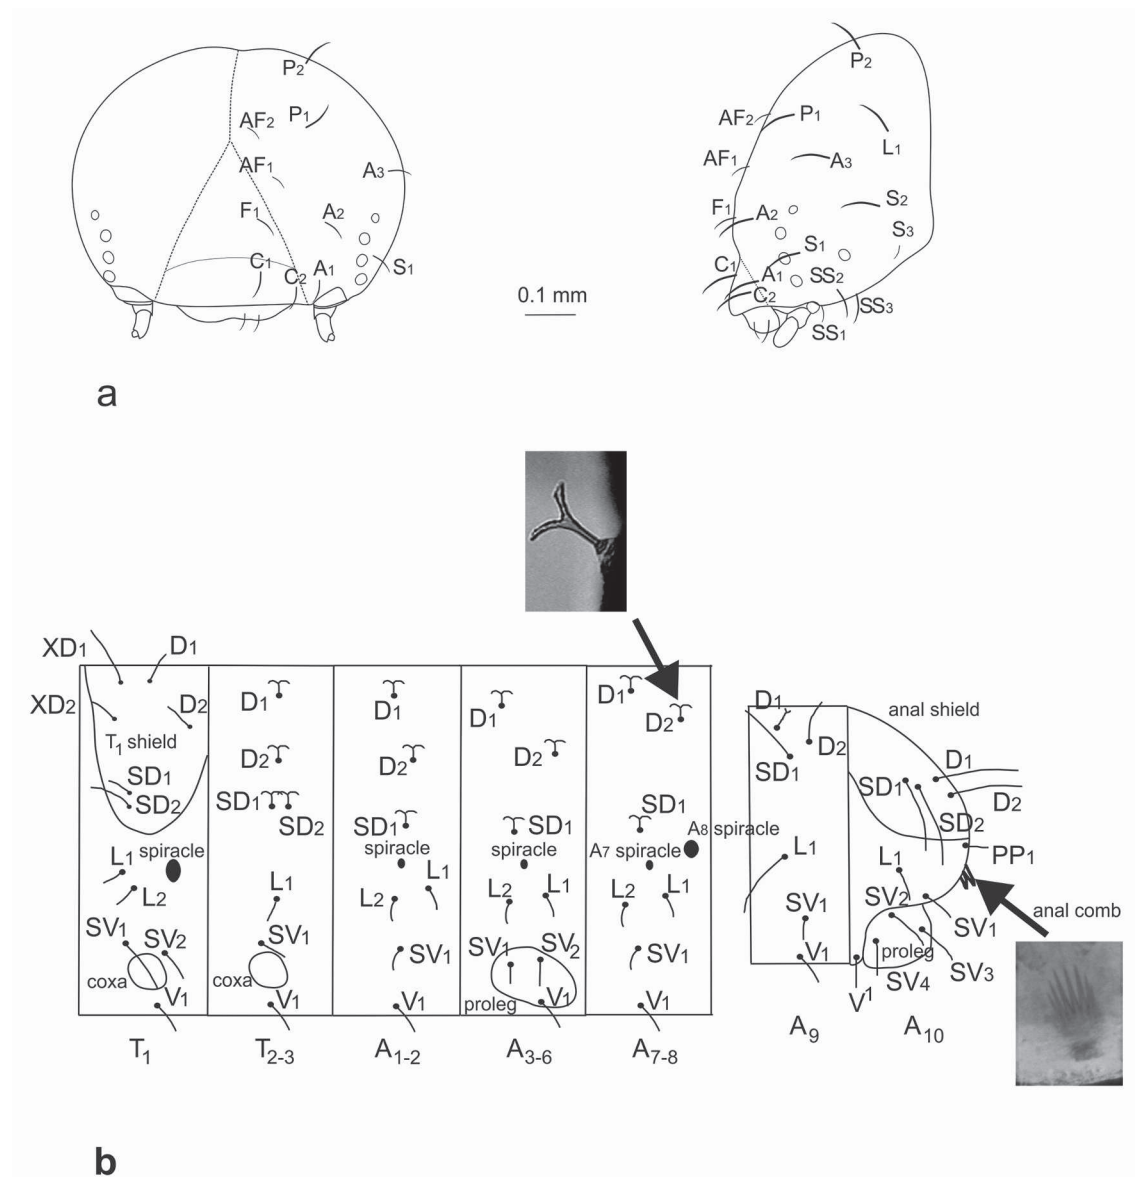 P2
P2
AF2
P1
AF2
P1
L1
AF1
A3
AF1
A3
F1
A2
F1
A2
S2
S3
C1
C2
A1
S1
C1
A1
S1
SS2
C2
SS3
SS1
0.1 mm
a
XD1
D1
XD2
D2
T1 shield
SD1
SD2
L1
spiracle
L2
SV1
SV2
coxa
V1
T1
D1
D2
SD1
SD2
L1
SV1
coxa
V1
T2-3
D1
D2
SD1
spiracle
L1
L2
SV1
V1
A1-2
D1
D2
SD1
spiracle
L2
L1
SV1
SV2
V1
proleg
A3-6
D1
D2
SD1
A8 spiracle
A7 spiracle
L2
L1
SV1
V1
A7-8
D1
D2
SD1
L1
SV1
V1
A9
anal shield
D1
SD1
D2
SD2
PP1
L1
SV2
anal comb
SV1
proleg
SV3
SV4
V1
A10
b